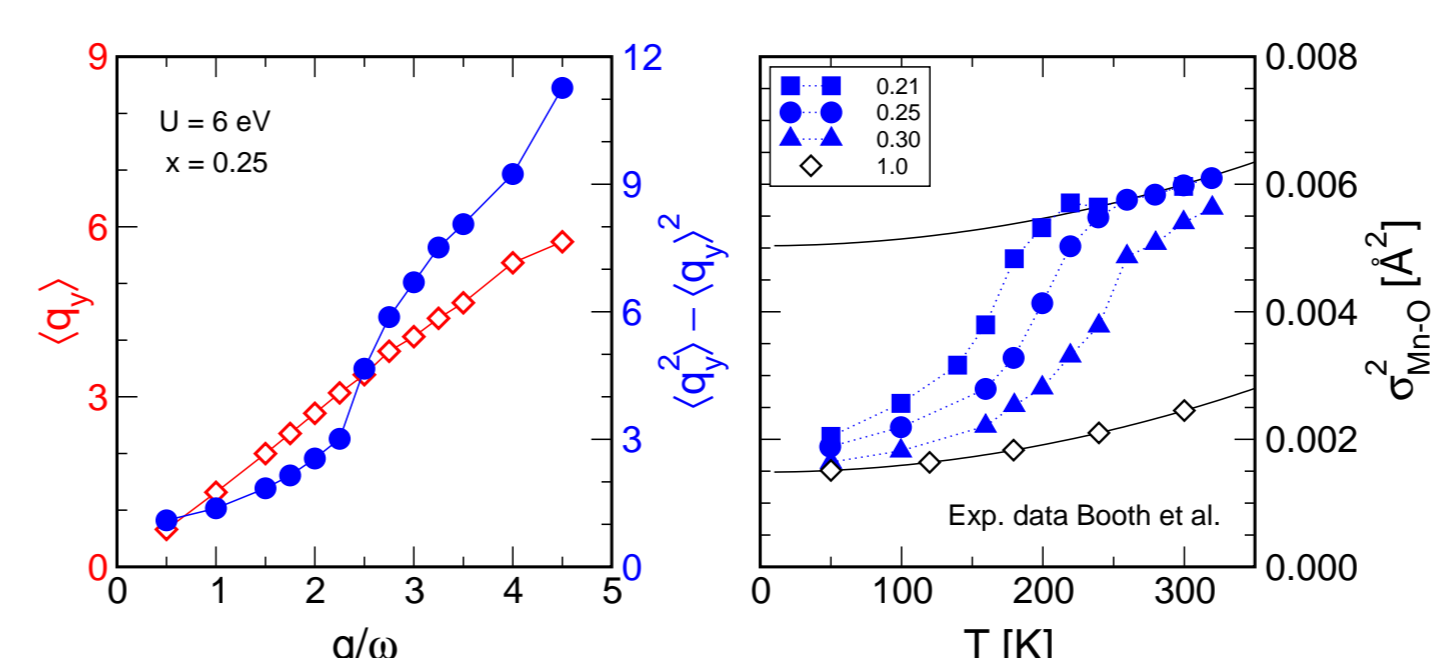 9
6
3
0
⟨q_y⟩
U = 6 eV
x = 0.25
0 1 2 3 4 5
g/ω
12
9
6
3
0
⟨q_y^2⟩ − ⟨q_y⟩^2
0.21
0.25
0.30
1.0
Exp. data Booth et al.
0 100 200 300
T [K]
0.008
0.006
0.004
0.002
0.000
σ^2_Mn-O [Å^2]